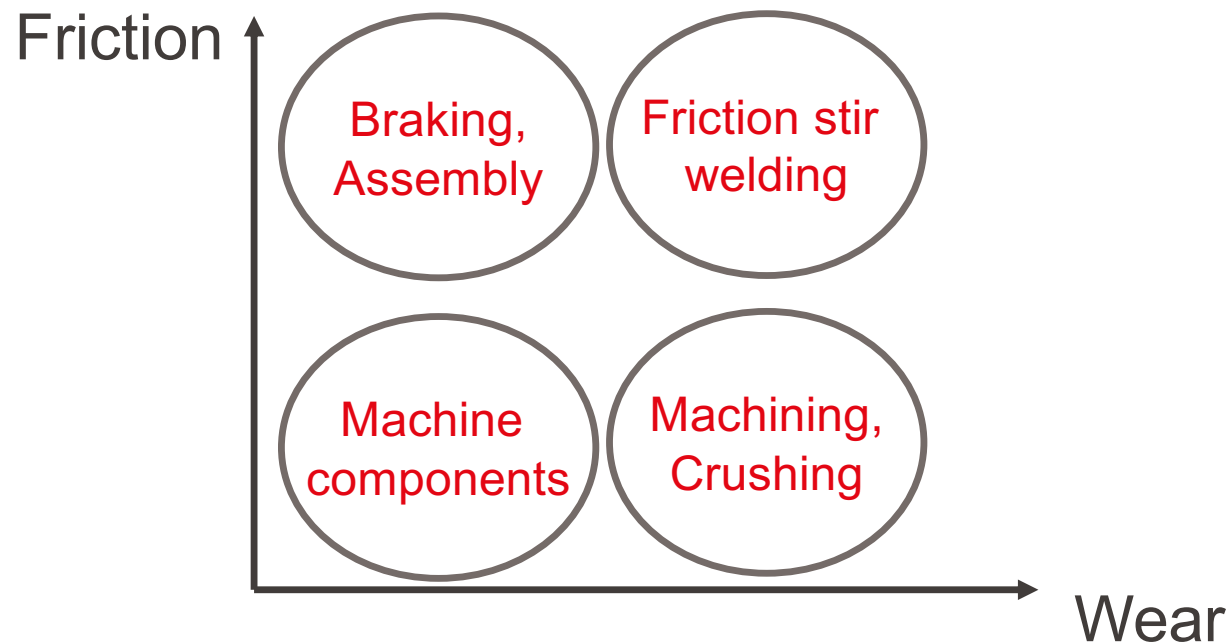 Friction
Braking,
Assembly
Friction stir
welding
Machine
components
Machining,
Crushing
Wear